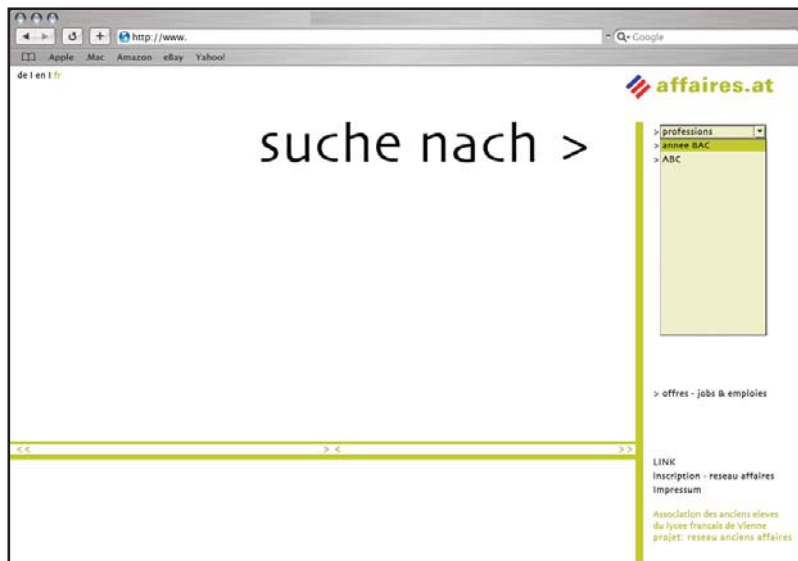 http://www.
Google
Apple .Mac Amazon eBay Yahoo!
de I en I fr
affaires.at
suche nach >
> professions
> annee BAC
> ABC
> offres - jobs & emploies
<< > < >>
LINK
inscription - reseau affaires
Impressum
Association des anciens eleves
du lycee francais de Vienne
projet: reseau anciens affaires